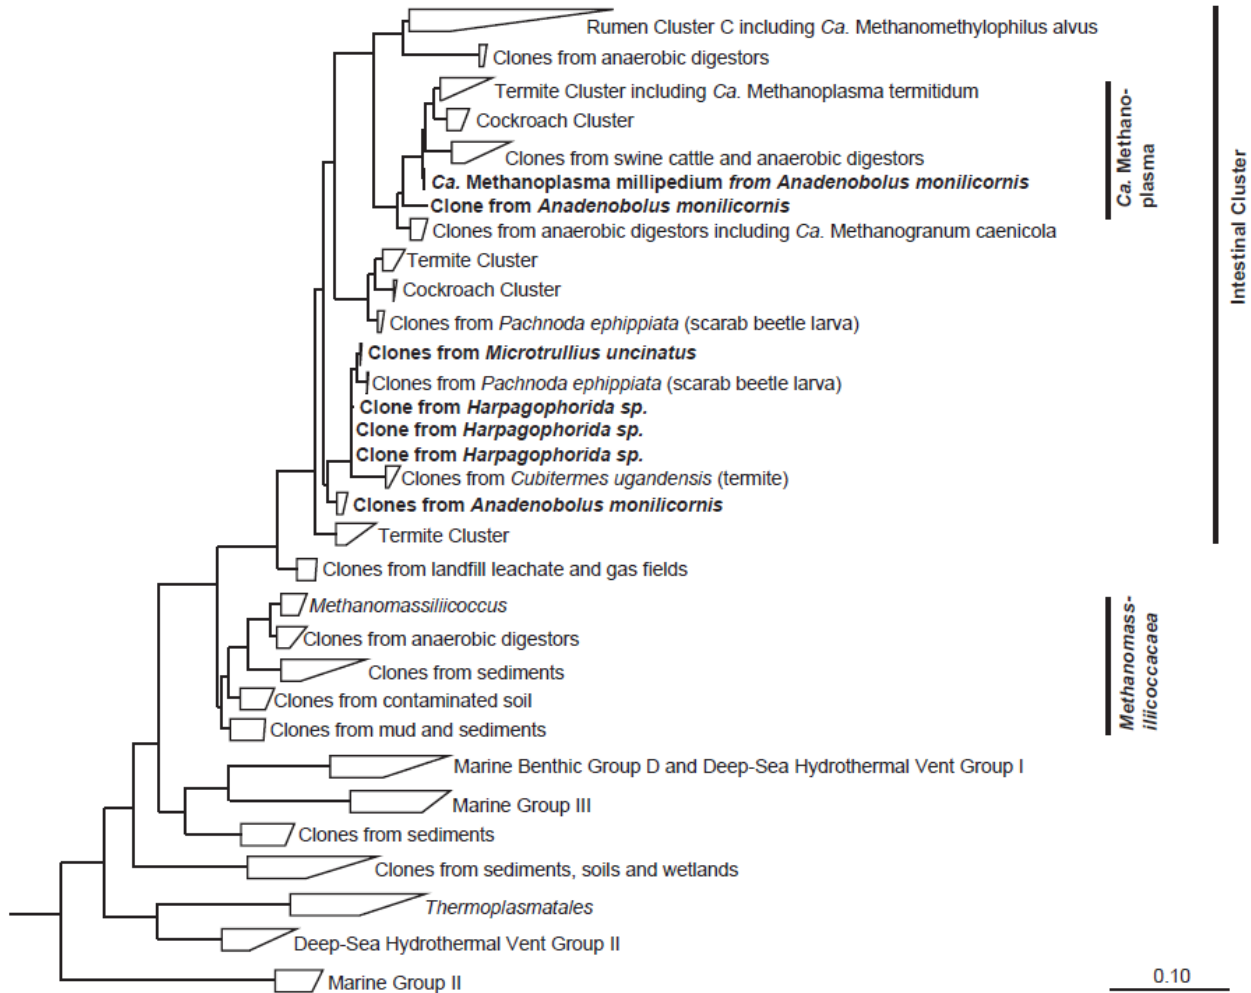 Rumen Cluster C including Ca. Methanomethylophilus alvus
Clones from anaerobic digestors
Termite Cluster including Ca. Methanoplasma termitidum
Cockroach Cluster
Clones from swine cattle and anaerobic digestors
Ca. Methanoplasma millipedium from Anadenobolus monilicornis
Clone from Anadenobolus monilicornis
Clones from anaerobic digestors including Ca. Methanogranum caenicola
Termite Cluster
Cockroach Cluster
Clones from Pachnoda ephippiata (scarab beetle larva)
Clones from Microtrullius uncinatus
Clones from Pachnoda ephippiata (scarab beetle larva)
Clone from Harpagophorida sp.
Clone from Harpagophorida sp.
Clone from Harpagophorida sp.
Clones from Cubitermes ugandensis (termite)
Clones from Anadenobolus monilicornis
Termite Cluster
Clones from landfill leachate and gas fields
Methanomassiliicoccus
Clones from anaerobic digestors
Clones from sediments
Clones from contaminated soil
Clones from mud and sediments
Marine Benthic Group D and Deep-Sea Hydrothermal Vent Group I
Marine Group III
Clones from sediments
Clones from sediments, soils and wetlands
Thermoplasmatales
Deep-Sea Hydrothermal Vent Group II
Marine Group II
Ca. Methano-
plasma
Intestinal Cluster
Methanomass-
iliicoccacaea
0.10